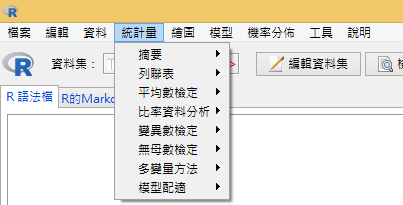 R
檔案 編輯 資料 統計量 繪圖 模型 機率分佈 工具 說明
R 資料集: > 編輯資料集
R 語法檔 R的Marko
摘要
列聯表
平均數檢定
比率資料分析
變異數檢定
無母數檢定
多變量方法
模型配適